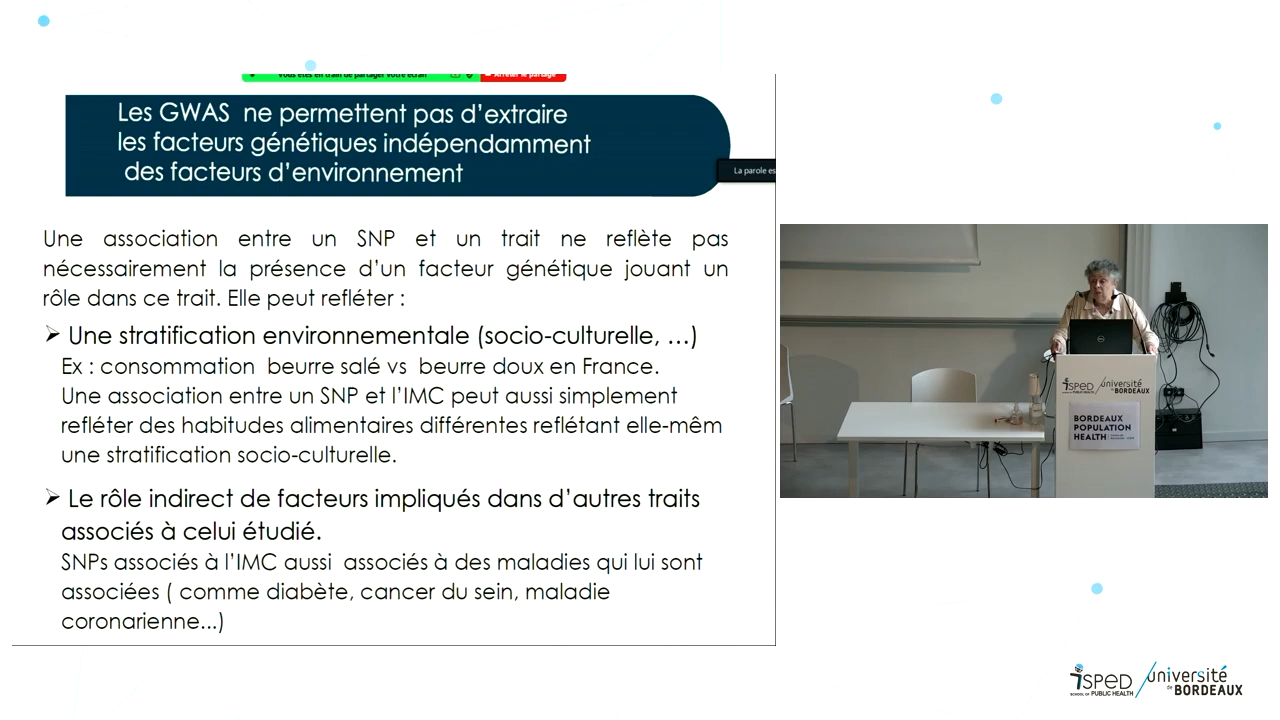 Vous êtes en train de partager votre écran
Arrêter le partage
Les GWAS ne permettent pas d’extraire
les facteurs génétiques indépendamment
des facteurs d’environnement
La parole es
Une association entre un SNP et un trait ne reflète pas
nécessairement la présence d’un facteur génétique jouant un
rôle dans ce trait. Elle peut refléter :
➢ Une stratification environnementale (socio-culturelle, …)
Ex : consommation beurre salé vs beurre doux en France.
Une association entre un SNP et l’IMC peut aussi simplement
refléter des habitudes alimentaires différentes reflétant elle-mêm
une stratification socio-culturelle.
➢ Le rôle indirect de facteurs impliqués dans d’autres traits
associés à celui étudié.
SNPs associés à l’IMC aussi associés à des maladies qui lui sont
associées ( comme diabète, cancer du sein, maladie
coronarienne...)
ISPED
université
de BORDEAUX
BORDEAUX
POPULATION
HEALTH
ISPED
SCHOOL OF PUBLIC HEALTH
université
de BORDEAUX